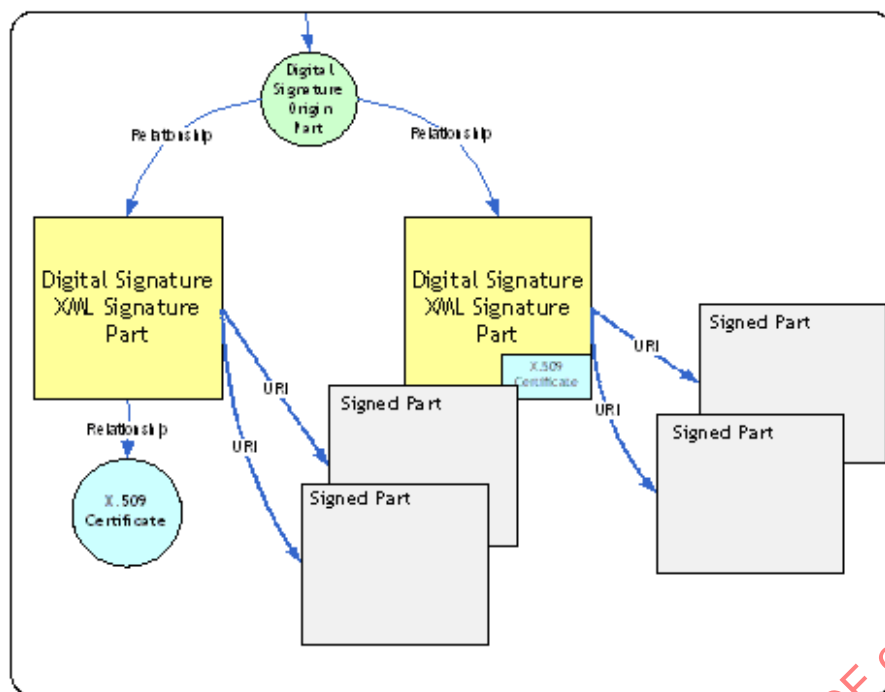 Digital
Signature
Origin
Part
Relationship
Relationship
Digital Signature
XML Signature
Part
Digital Signature
XML Signature
Part
X.509
Certificate
Signed Part
URI
URI
Signed Part
URI
URI
Signed Part
Relationship
X.509
Certificate
Signed Part